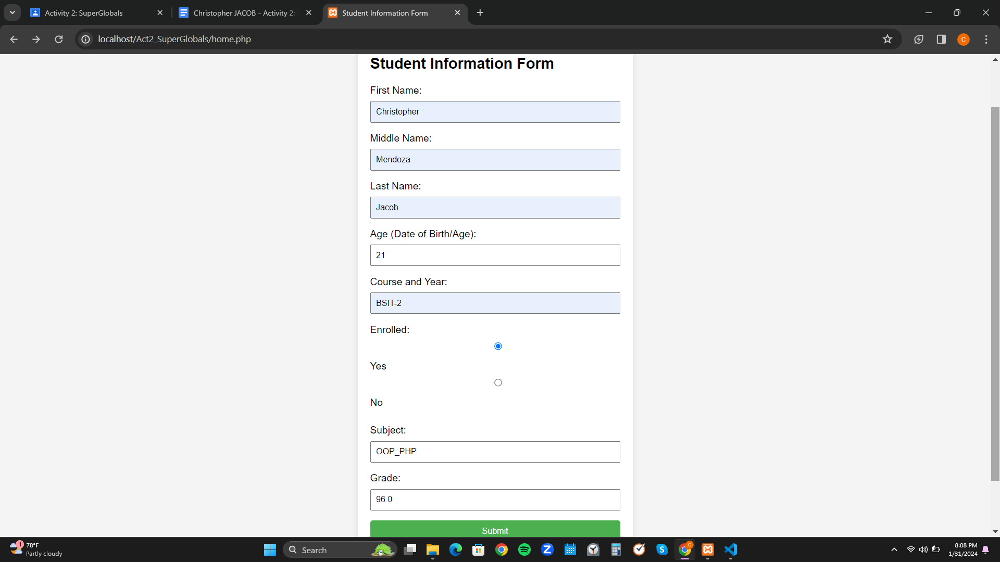 Activity 2: SuperGlobals
Christopher JACOB - Activity 2:
Student Information Form
localhost/Act2_SuperGlobals/home.php
C
Student Information Form
First Name:
Christopher
Middle Name:
Mendoza
Last Name:
Jacob
Age (Date of Birth/Age):
21
Course and Year:
BSIT-2
Enrolled:
Yes
No
Subject:
OOP_PHP
Grade:
96.0
Submit
1
78°F
Partly cloudy
Search
8:08 PM
1/31/2024